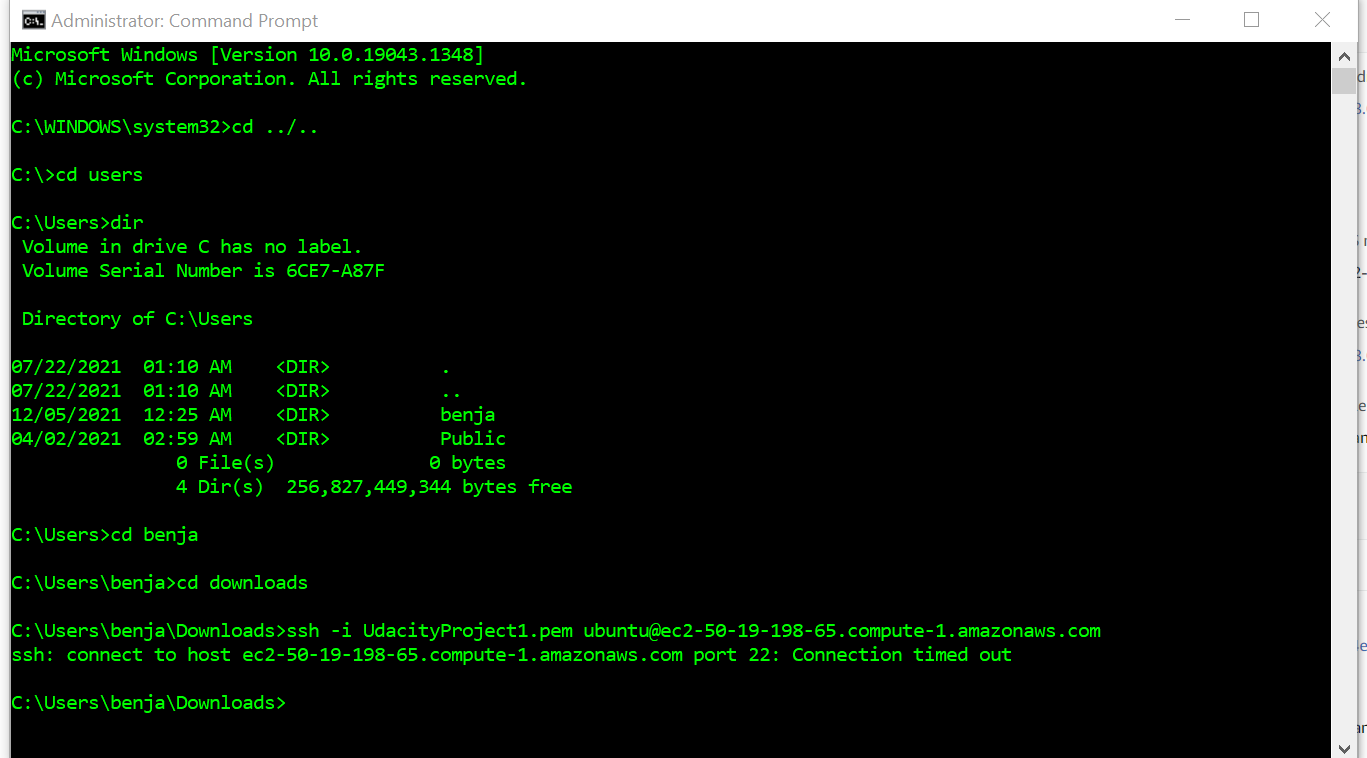 Administrator: Command Prompt
Microsoft Windows [Version 10.0.19043.1348]
(c) Microsoft Corporation. All rights reserved.
C:\WINDOWS\system32>cd ../..
C:\>cd users
C:\Users>dir
Volume in drive C has no label.
Volume Serial Number is 6CE7-A87F
Directory of C:\Users
07/22/2021  01:10 AM    <DIR>          .
07/22/2021  01:10 AM    <DIR>          ..
12/05/2021  12:25 AM    <DIR>          benja
04/02/2021  02:59 AM    <DIR>          Public
0 File(s)              0 bytes
4 Dir(s)  256,827,449,344 bytes free
C:\Users>cd benja
C:\Users\benja>cd downloads
C:\Users\benja\Downloads>ssh -i UdacityProject1.pem ubuntu@ec2-50-19-198-65.compute-1.amazonaws.com
ssh: connect to host ec2-50-19-198-65.compute-1.amazonaws.com port 22: Connection timed out
C:\Users\benja\Downloads>